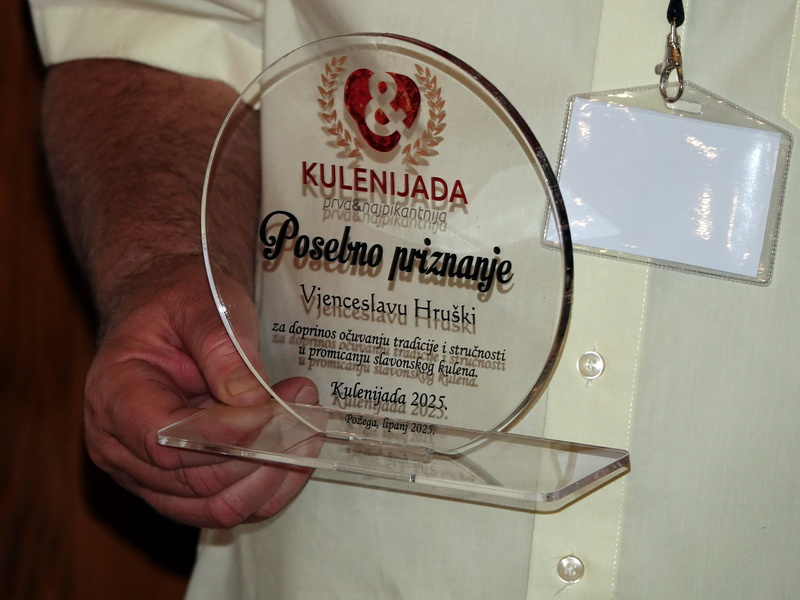 &
KULENIJADA
prva&najpikantnija
Posebno priznanje
Vjenceslavu Hruški
za doprinos očuvanju tradicije i stručnosti
u promicanju slavonskog kulena.
Kulenijada 2025.
Požega, lipanj 2025.